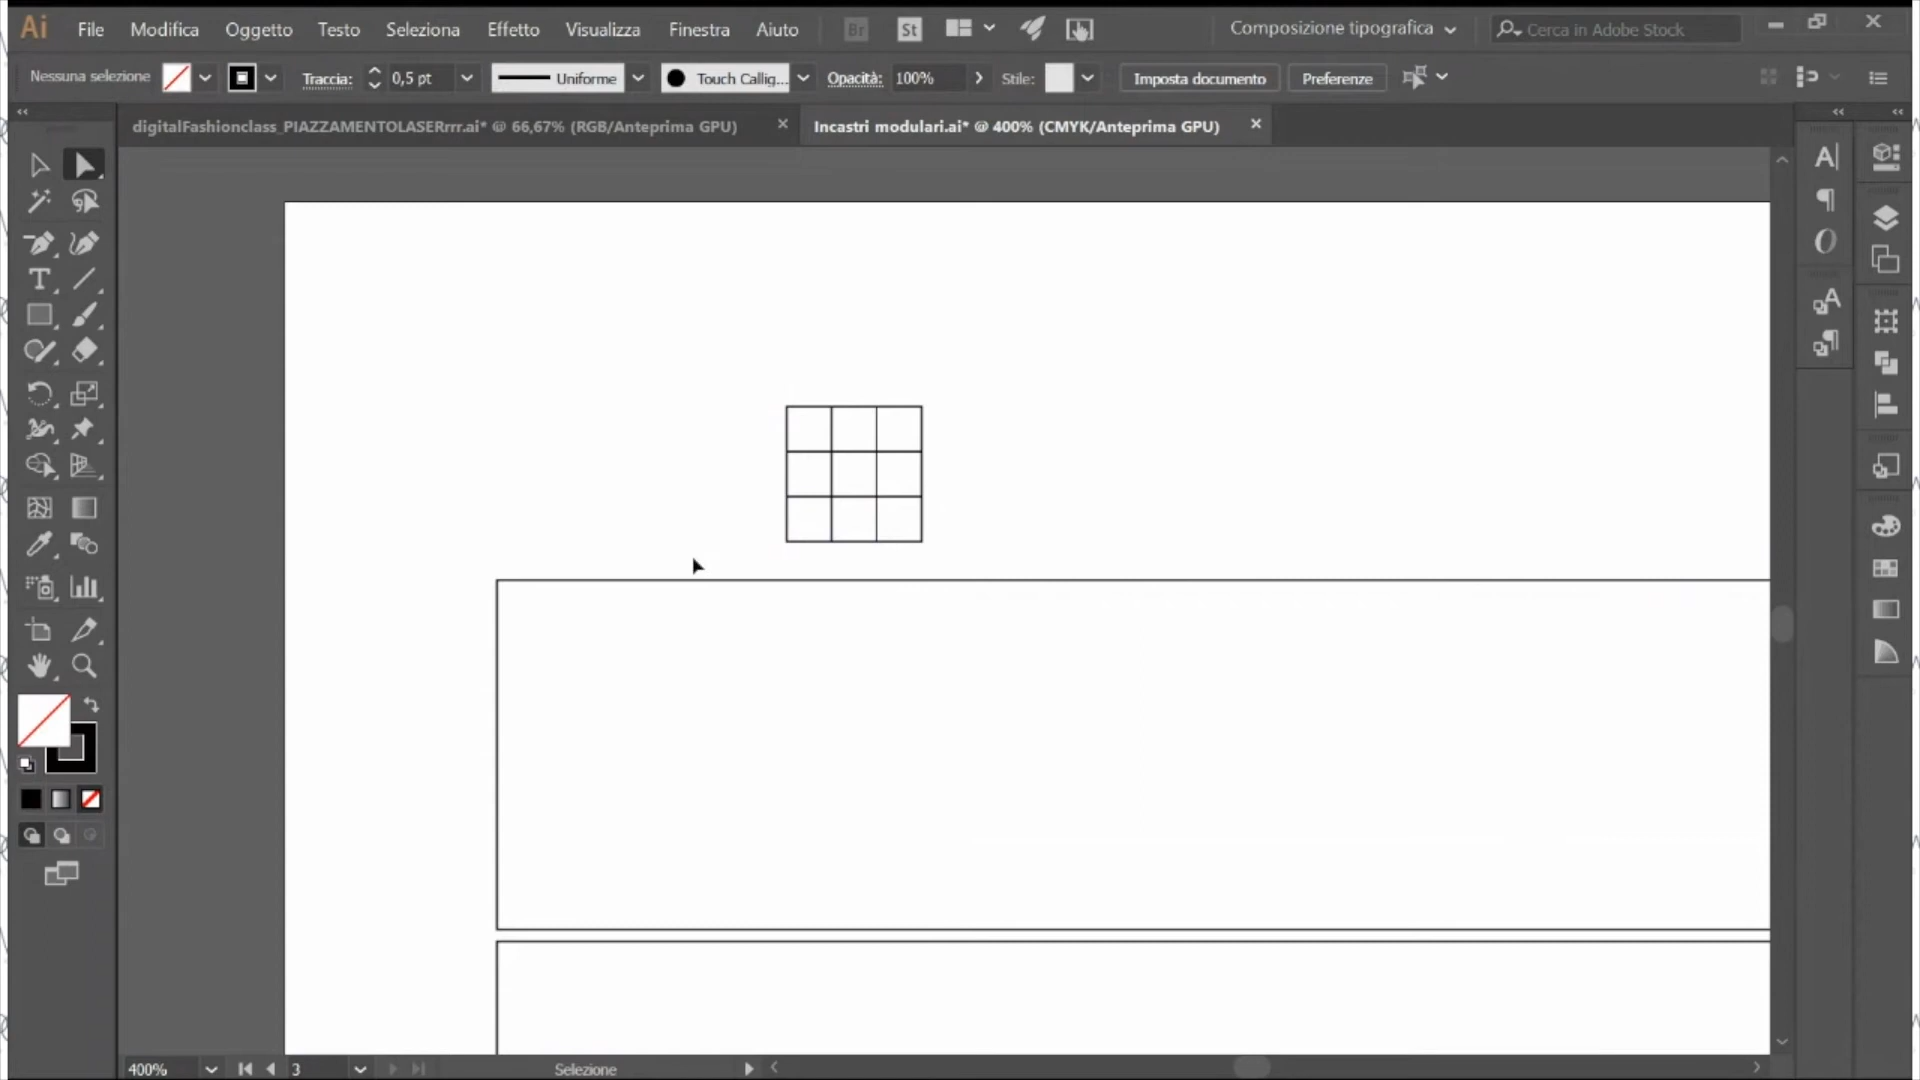 Ai File Modifica Oggetto Testo Seleziona Effetto Visualizza Finestra Aiuto Br St Composizione tipografica Cerca in Adobe Stock
Nessuna selezione Traccia: 0,5 pt Uniforme Touch Callig... Opacità: 100% Stile: Imposta documento Preferenze
digitalFashionclass_PIAZZAMENTOLASERrrr.ai* @ 66,67% (RGB/Anteprima GPU) Incastri modulari.ai* @ 400% (CMYK/Anteprima GPU)
400% 3 Selezione